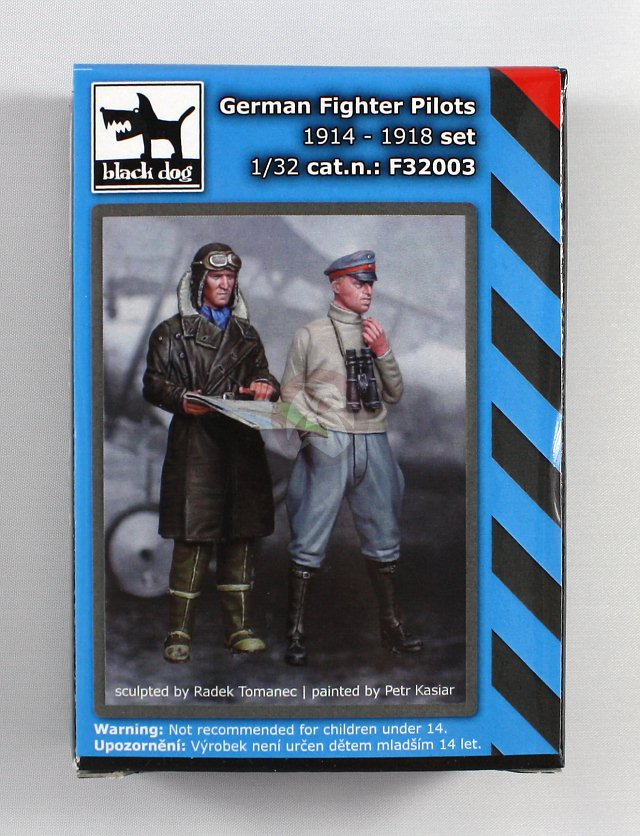 black dog
German Fighter Pilots
1914 - 1918 set
1/32 cat.n.: F32003
sculpted by Radek Tomanec | painted by Petr Kasiar
Warning: Not recommended for children under 14.
Upozornění: Výrobek není určen dětem mladším 14 let.